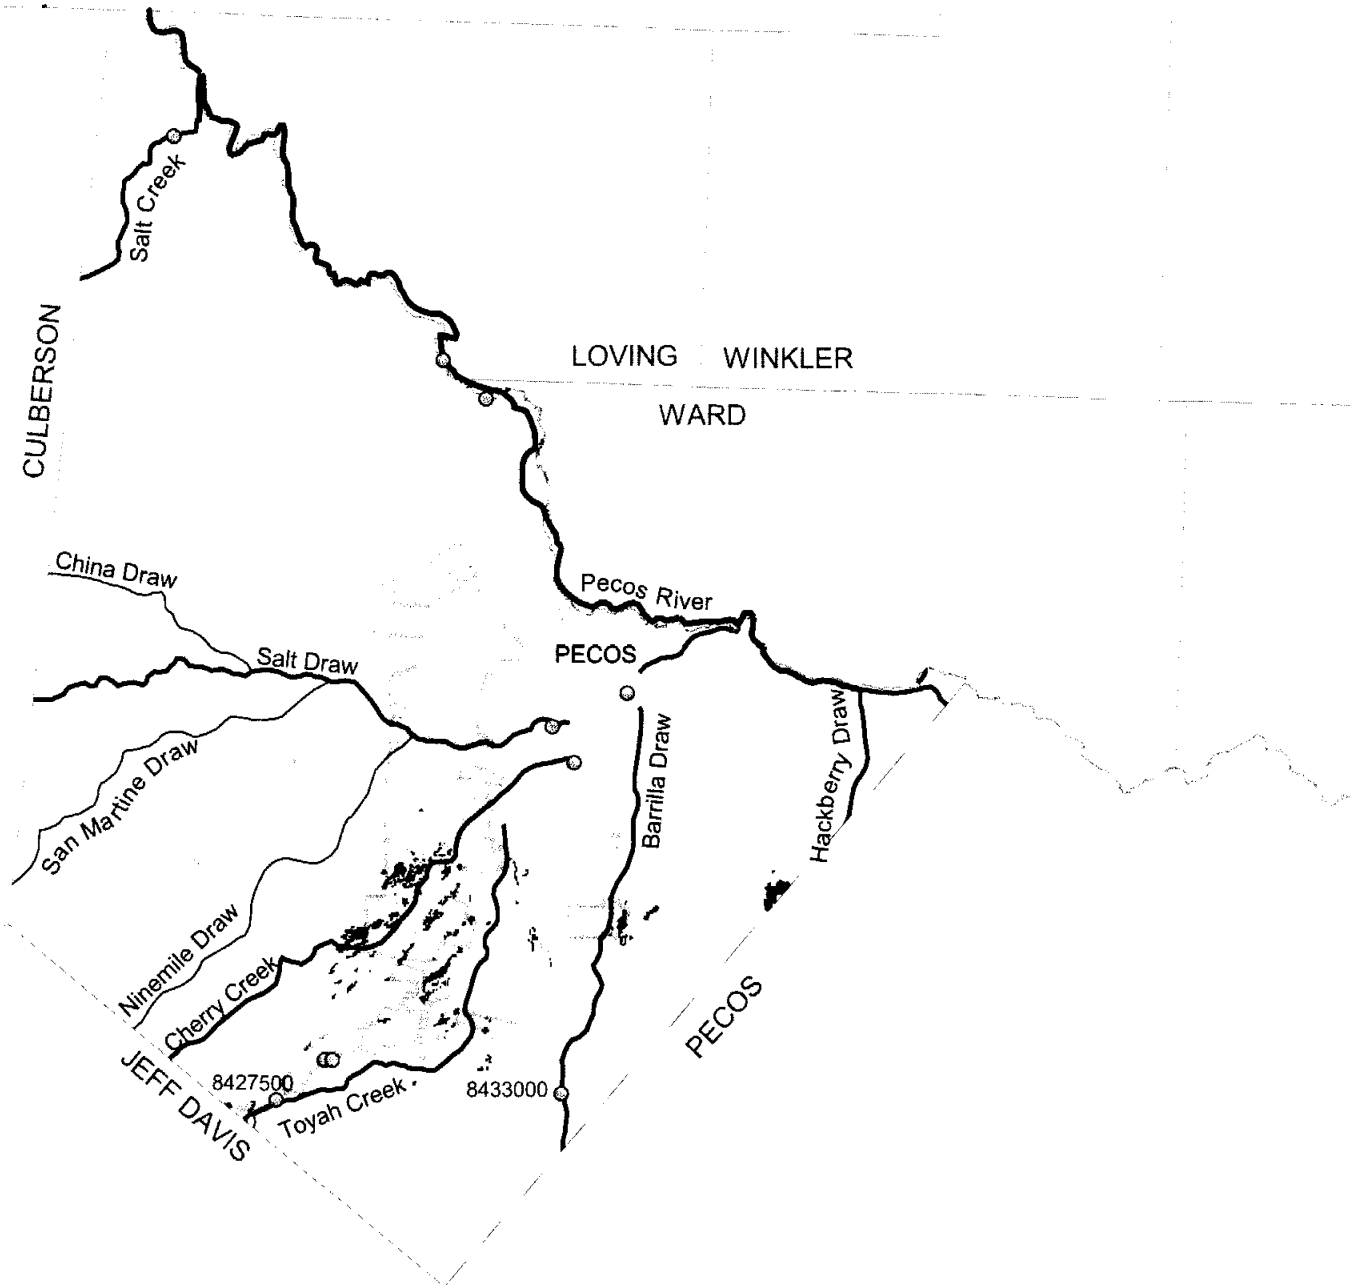 Salt Creek
CULBERSON
LOVING
WINKLER
WARD
China Draw
Pecos River
Salt Draw
PECOS
San Martine Draw
Barrilla Draw
Hackberry Draw
Ninemile Draw
Cherry Creek
PECOS
JEFF DAVIS
8427500
Toyah Creek
8433000